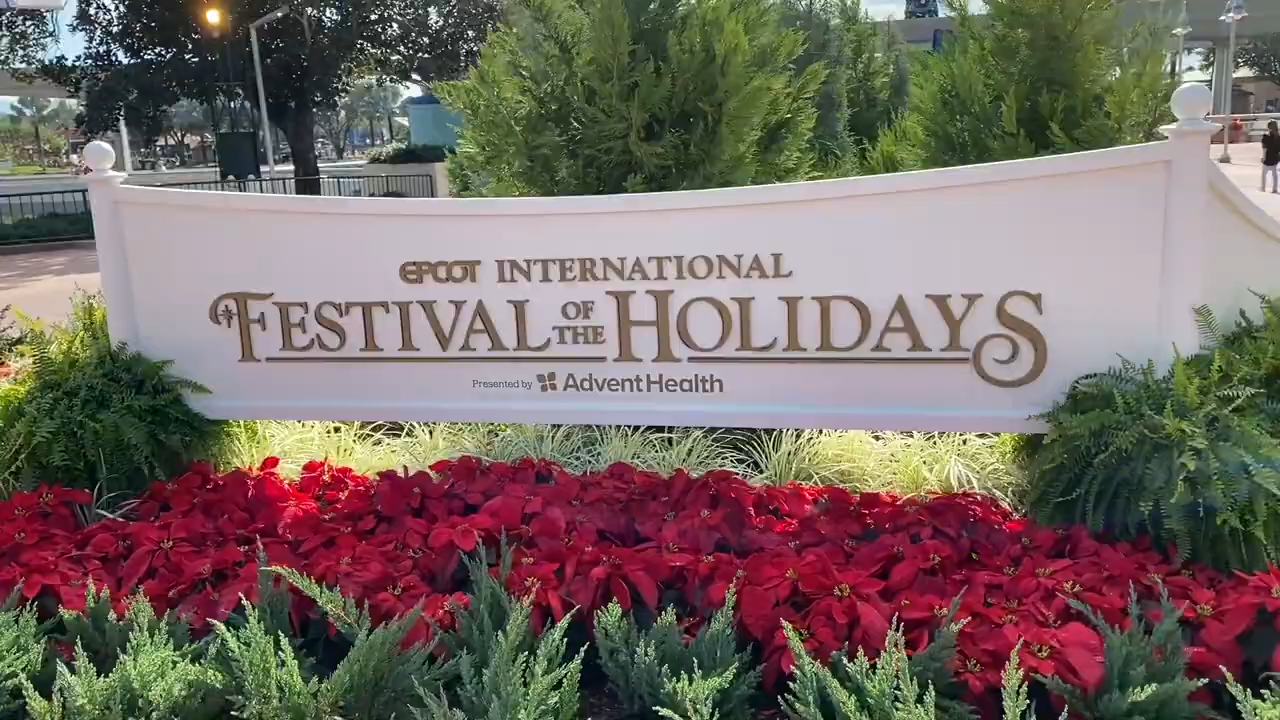 EPCOT INTERNATIONAL
FESTIVAL OF THE HOLIDAYS
Presented by AdventHealth